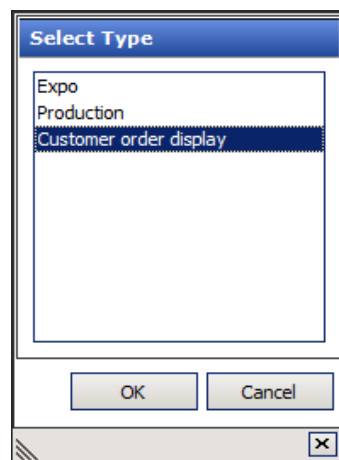 Select Type
Expo
Production
Customer order display
OK Cancel